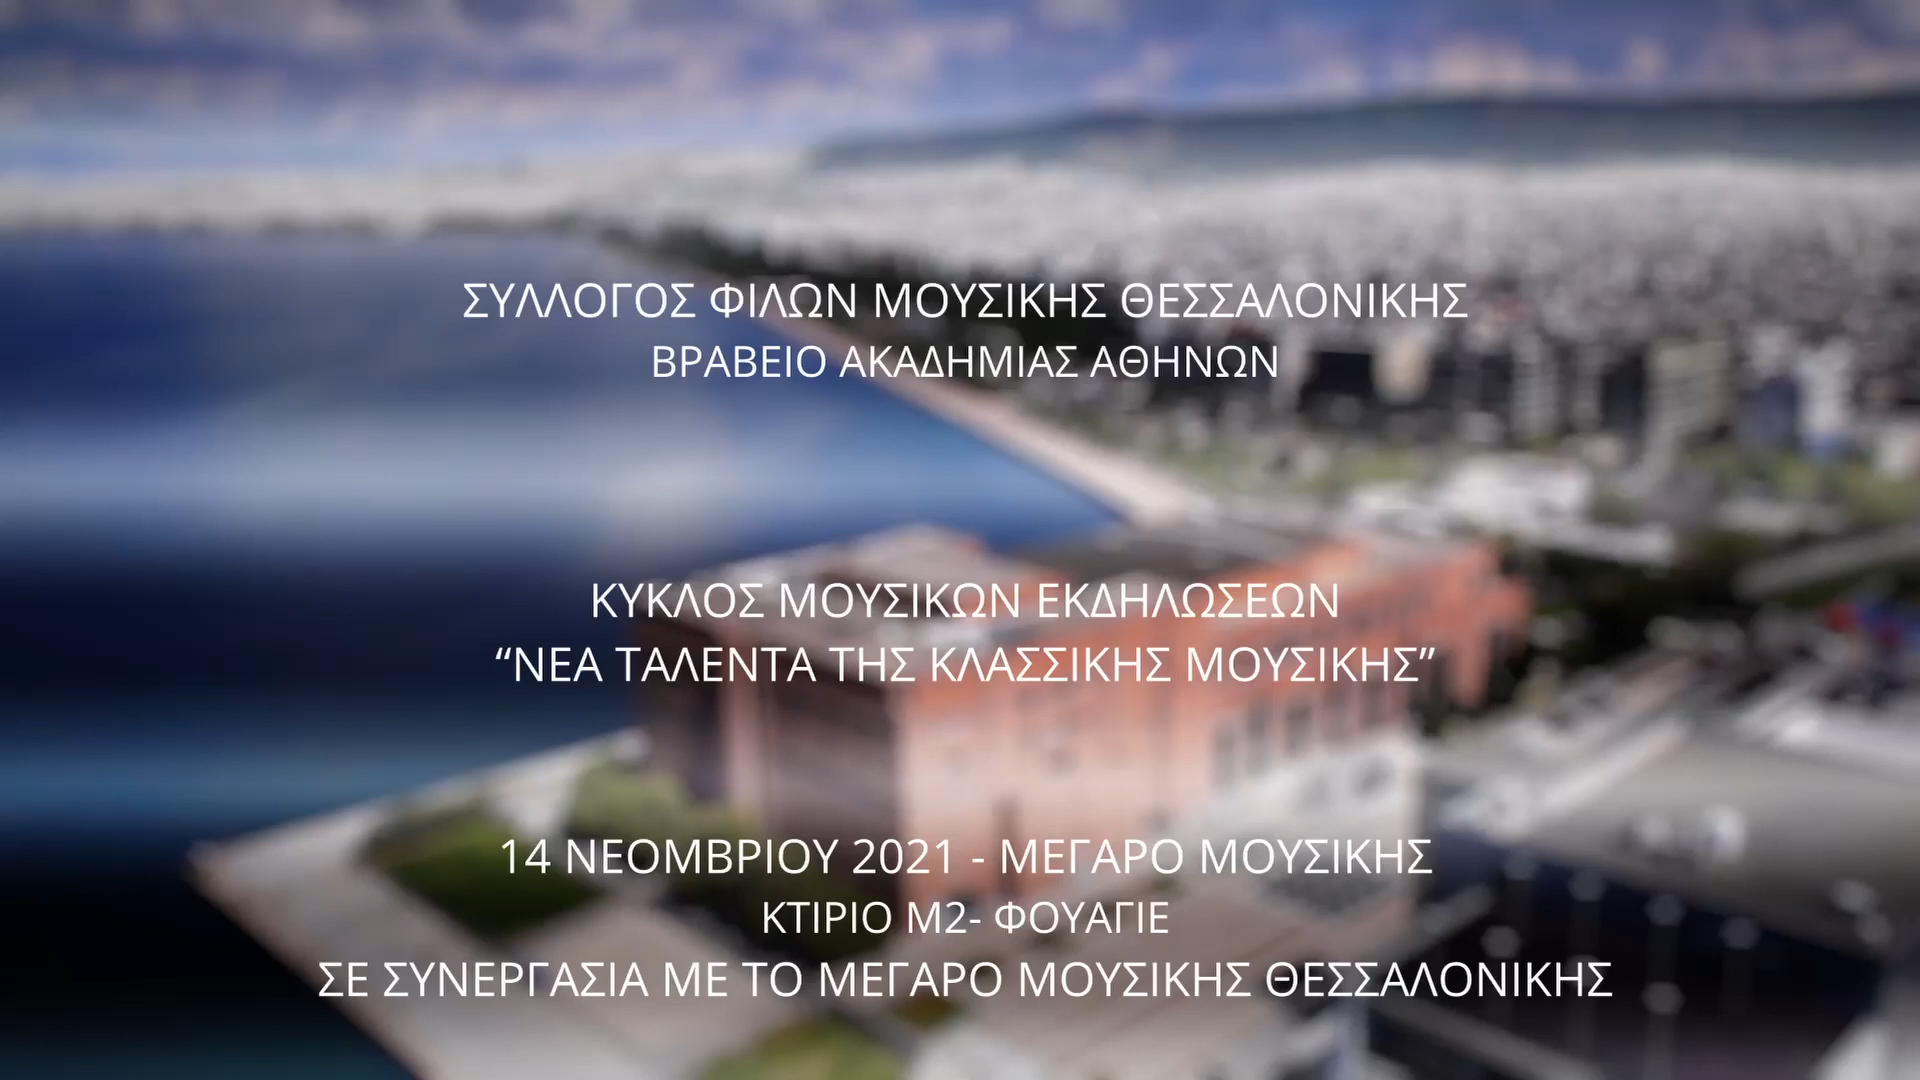 ΣΥΛΛΟΓΟΣ ΦΙΛΩΝ ΜΟΥΣΙΚΗΣ ΘΕΣΣΑΛΟΝΙΚΗΣ
ΒΡΑΒΕΙΟ ΑΚΑΔΗΜΙΑΣ ΑΘΗΝΩΝ
ΚΥΚΛΟΣ ΜΟΥΣΙΚΩΝ ΕΚΔΗΛΩΣΕΩΝ
“ΝΕΑ ΤΑΛΕΝΤΑ ΤΗΣ ΚΛΑΣΣΙΚΗΣ ΜΟΥΣΙΚΗΣ”
14 ΝΕΟΜΒΡΙΟΥ 2021 - ΜΕΓΑΡΟ ΜΟΥΣΙΚΗΣ
ΚΤΙΡΙΟ Μ2- ΦΟΥΑΓΙΕ
ΣΕ ΣΥΝΕΡΓΑΣΙΑ ΜΕ ΤΟ ΜΕΓΑΡΟ ΜΟΥΣΙΚΗΣ ΘΕΣΣΑΛΟΝΙΚΗΣ